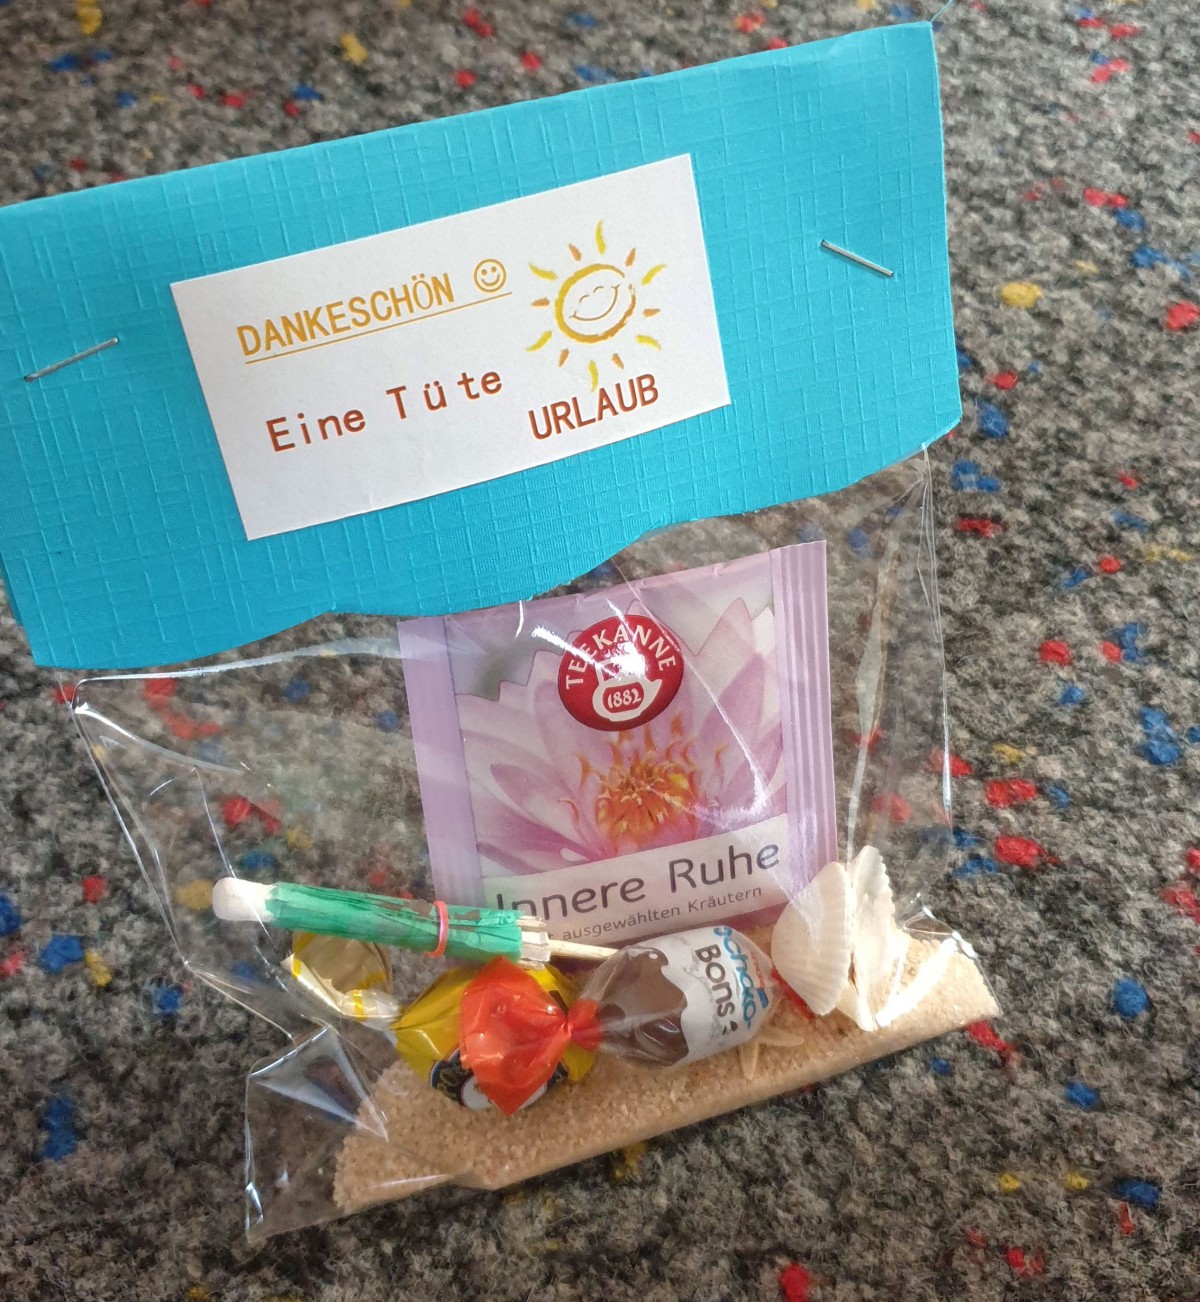 DANKESCHÖN ☺
Eine Tüte
URLAUB
TEEKANNE
1882
Innere Ruhe
ausgewählten Kräutern
Bons